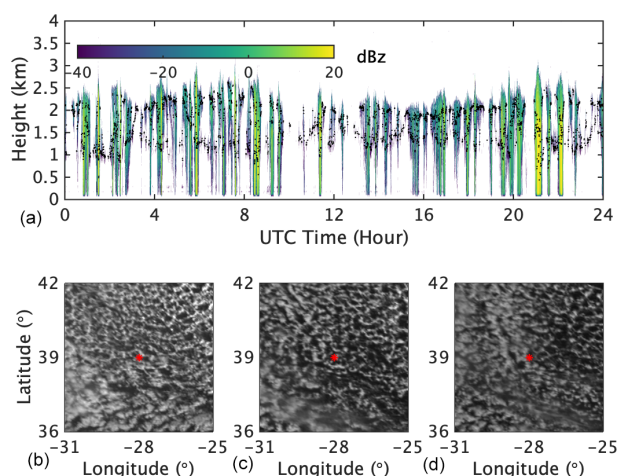 4
3.5
3
2.5
2
1.5
1
0.5
0
Height (km)
−40 −20 0 20
dBz
0 4 8 12 16 20 24
UTC Time (Hour)
(a)
42 42 42
39 39 39
36 36 36
Latitude (°)
−31 −28 −25 −31 −28 −25 −31 −28 −25
(b) (c) (d)
Longitude (°) Longitude (°) Longitude (°)